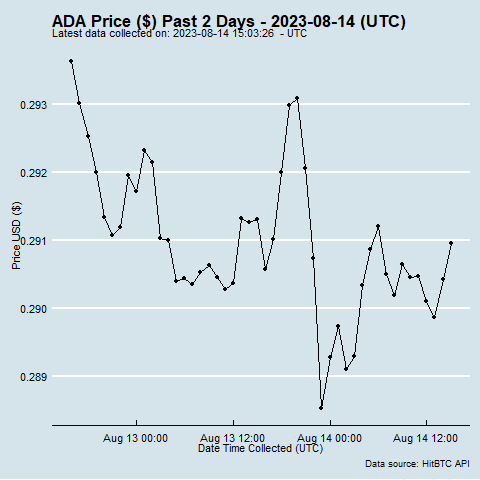 ADA Price ($) Past 2 Days - 2023-08-14 (UTC)
Latest data collected on: 2023-08-14 15:03:26 - UTC
0.293
0.292
0.291
0.290
0.289
Price USD ($)
Aug 13 00:00 Aug 13 12:00 Aug 14 00:00 Aug 14 12:00
Date Time Collected (UTC)
Data source: HitBTC API